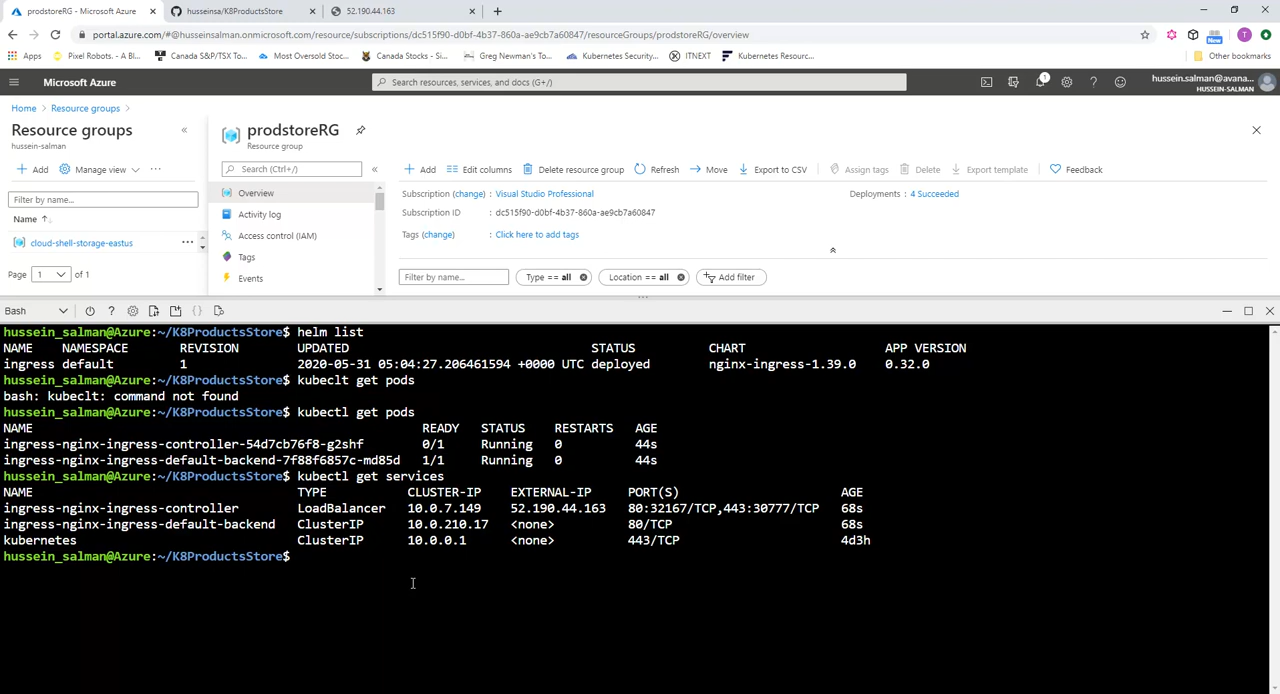 prodstoreRG - Microsoft Azure
husseinsa/K8ProductsStore
52.190.44.163
portal.azure.com/#@husseinsalman.onmicrosoft.com/resource/subscriptions/dc515f90-d0bf-4b37-860a-ae9cb7a60847/resourceGroups/prodstoreRG/overview
T
New
Apps
Pixel Robots. - A Bl...
Canada S&P/TSX To...
Most Oversold Stoc...
Canada Stocks - Sto...
Greg Newman's To...
Kubernetes Security...
ITNEXT
Kubernetes Resourc...
Other bookmarks
Microsoft Azure
Search resources, services, and docs (G+/)
1
hussein.salman@avana...
HUSSEIN-SALMAN
Home > Resource groups >
Resource groups
hussein-salman
+ Add Manage view ...
Filter by name...
Name ↑
cloud-shell-storage-eastus ...
Page 1 of 1
prodstoreRG
Resource group
Search (Ctrl+/)
Overview
Activity log
Access control (IAM)
Tags
Events
+ Add Edit columns Delete resource group Refresh Move Export to CSV Assign tags Delete Export template Feedback
Subscription (change) : Visual Studio Professional Deployments : 4 Succeeded
Subscription ID : dc515f90-d0bf-4b37-860a-ae9cb7a60847
Tags (change) : Click here to add tags
Filter by name... Type == all Location == all Add filter
Bash
hussein_salman@Azure:~/K8ProductsStore$ helm list
NAME NAMESPACE REVISION UPDATED STATUS CHART APP VERSION
ingress default 1 2020-05-31 05:04:27.206461594 +0000 UTC deployed nginx-ingress-1.39.0 0.32.0
hussein_salman@Azure:~/K8ProductsStore$ kubeclt get pods
bash: kubeclt: command not found
hussein_salman@Azure:~/K8ProductsStore$ kubectl get pods
NAME READY STATUS RESTARTS AGE
ingress-nginx-ingress-controller-54d7cb76f8-g2shf 0/1 Running 0 44s
ingress-nginx-ingress-default-backend-7f88f6857c-md85d 1/1 Running 0 44s
hussein_salman@Azure:~/K8ProductsStore$ kubectl get services
NAME TYPE CLUSTER-IP EXTERNAL-IP PORT(S) AGE
ingress-nginx-ingress-controller LoadBalancer 10.0.7.149 52.190.44.163 80:32167/TCP,443:30777/TCP 68s
ingress-nginx-ingress-default-backend ClusterIP 10.0.210.17 <none> 80/TCP 68s
kubernetes ClusterIP 10.0.0.1 <none> 443/TCP 4d3h
hussein_salman@Azure:~/K8ProductsStore$